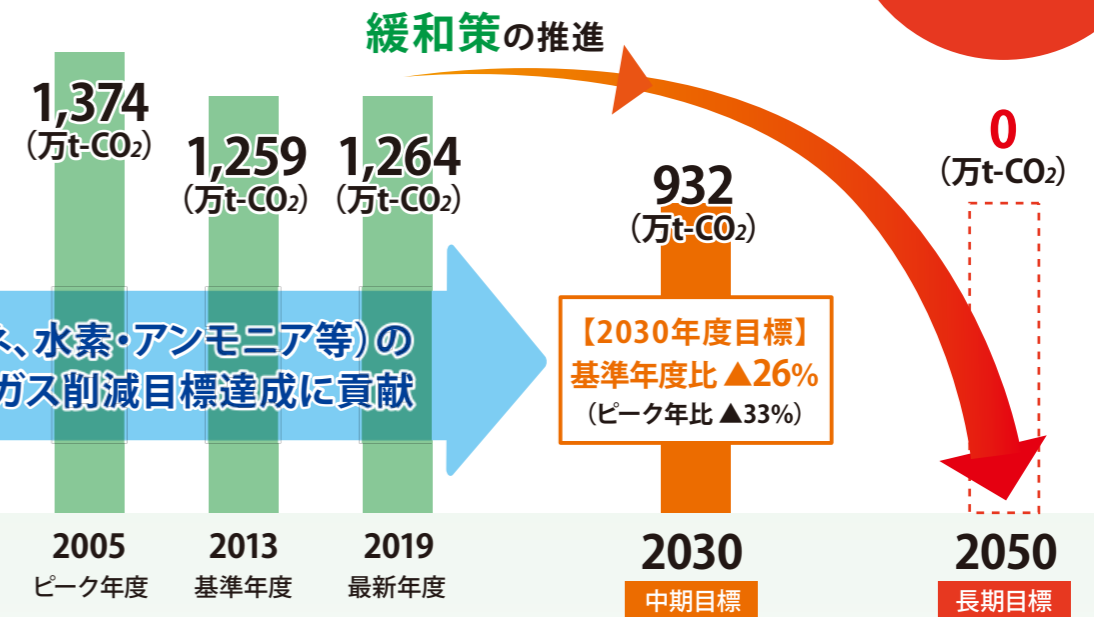 緩和策の推進
1,374
（万t-CO₂）
1,259
（万t-CO₂）
1,264
（万t-CO₂）
932
（万t-CO₂）
0
（万t-CO₂）
、水素・アンモニア等）の
ガス削減目標達成に貢献
【2030年度目標】
基準年度比 ▲26%
（ピーク年比 ▲33%）
2005
ピーク年度
2013
基準年度
2019
最新年度
2030
中期目標
2050
長期目標